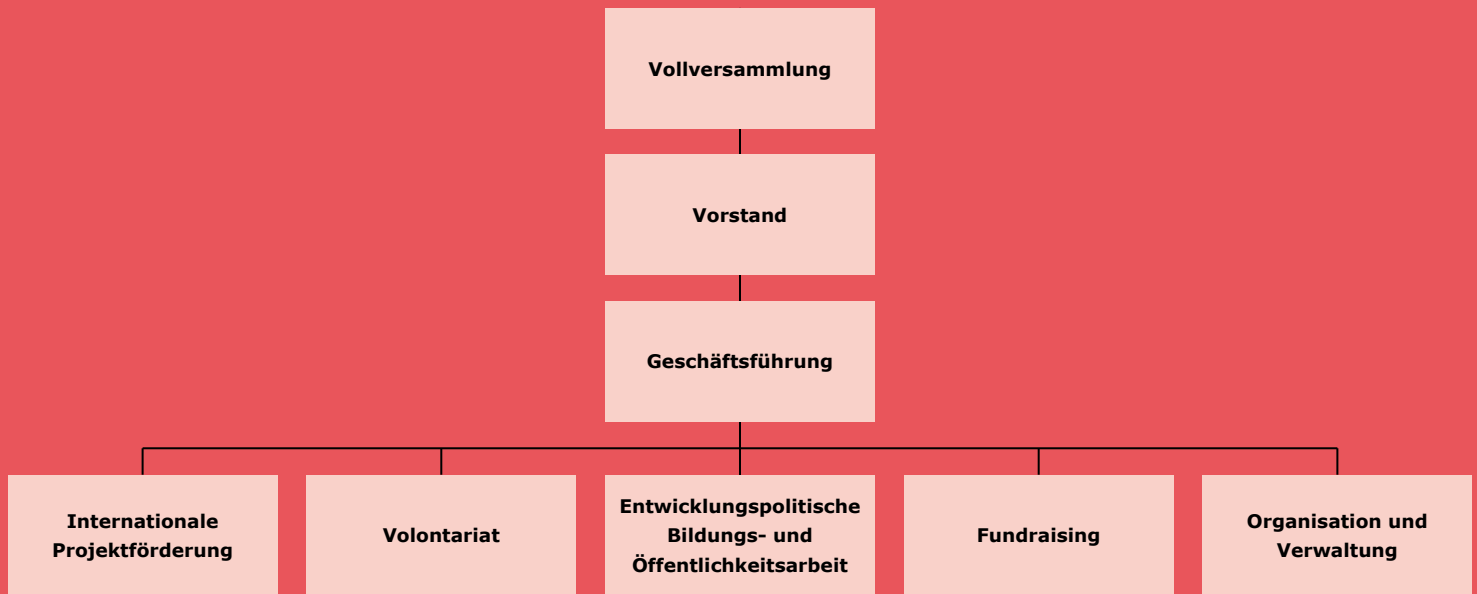 Vollversammlung
Vorstand
Geschäftsführung
Internationale
Projektförderung
Volontariat
Entwicklungspolitische
Bildungs- und
Öffentlichkeitsarbeit
Fundraising
Organisation und
Verwaltung